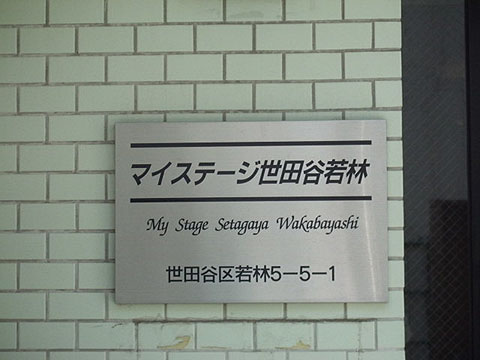 マイステージ世田谷若林
My Stage Setagaya Wakabayashi
世田谷区若林5−5−1